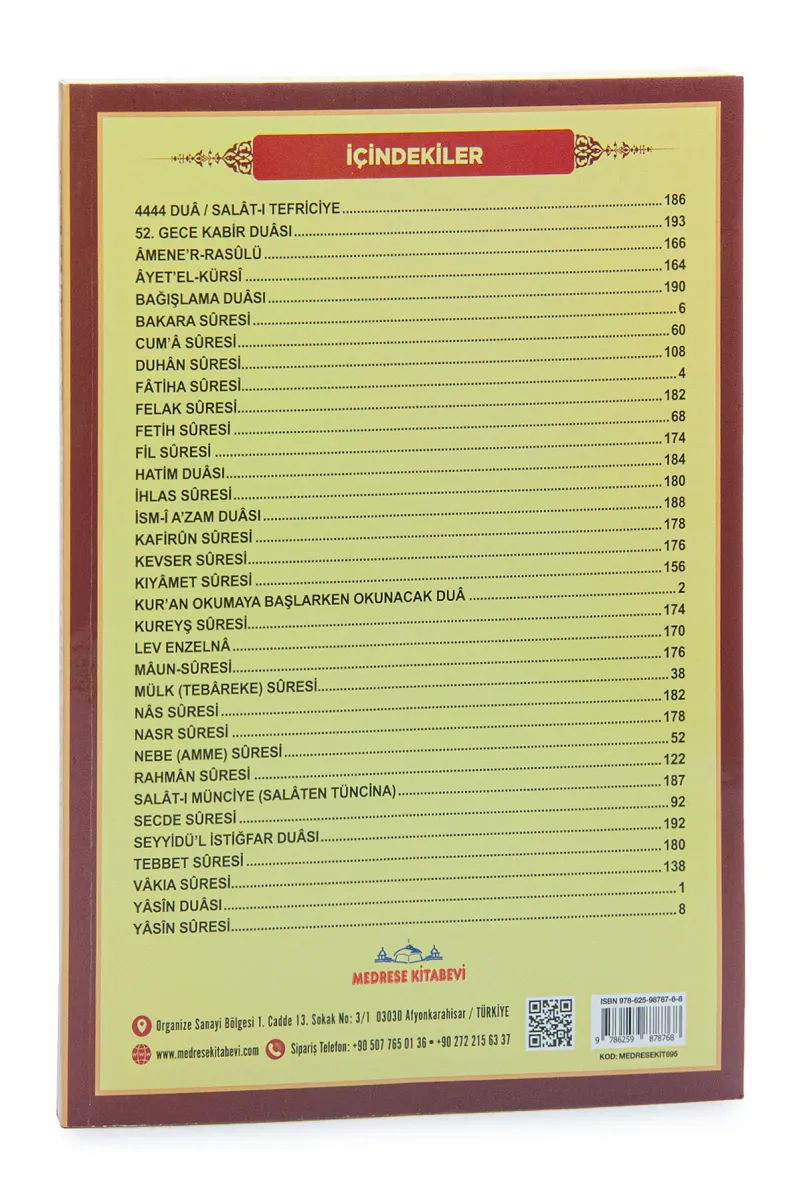 İÇİNDEKİLER
4444 DUÂ / SALÂT-I TEFRİCİYE 186
52. GECE KABİR DUÂSI 193
ÂMENE'R-RASÛLÜ 166
ÂYET'EL-KÜRSÎ 164
BAĞIŞLAMA DUÂSI 190
BAKARA SÛRESİ 6
CUM'Â SÛRESİ 60
DUHÂN SÛRESİ 108
FÂTİHA SÛRESİ 4
FELAK SÛRESİ 182
FETİH SÛRESİ 68
FİL SÛRESİ 174
HATİM DUÂSI 184
İHLAS SÛRESİ 180
İSM-Î A'ZAM DUÂSI 188
KAFİRÛN SÛRESİ 178
KEVSER SÛRESİ 176
KIYÂMET SÛRESİ 156
KUR'AN OKUMAYA BAŞLARKEN OKUNACAK DUÂ 2
KUREYŞ SÛRESİ 174
LEV ENZELNÂ 170
MÂUN-SÛRESİ 176
MÜLK (TEBÂREKE) SÛRESİ 38
NÂS SÛRESİ 182
NASR SÛRESİ 178
NEBE (AMME) SÛRESİ 52
RAHMÂN SÛRESİ 122
SALÂT-I MÜNCİYE (SALÂTEN TÜNCİNA) 187
SECDE SÛRESİ 92
SEYYİDÜ'L İSTİĞFAR DUÂSI 192
TEBBET SÛRESİ 180
VÂKIA SÛRESİ 138
YÂSİN DUÂSI 1
YÂSİN SÛRESİ 8
MEDRESE KİTABEVİ
Organize Sanayi Bölgesi 1. Cadde 13. Sokak No: 3/1 03030 Afyonkarahisar / TÜRKİYE
www.medresekitabevi.com Sipariş Telefon: +90 507 765 01 36 • +90 272 215 63 37
ISBN 978-625-98787-6-8
9 786259 878768
KOD: MEDRESEKİT695